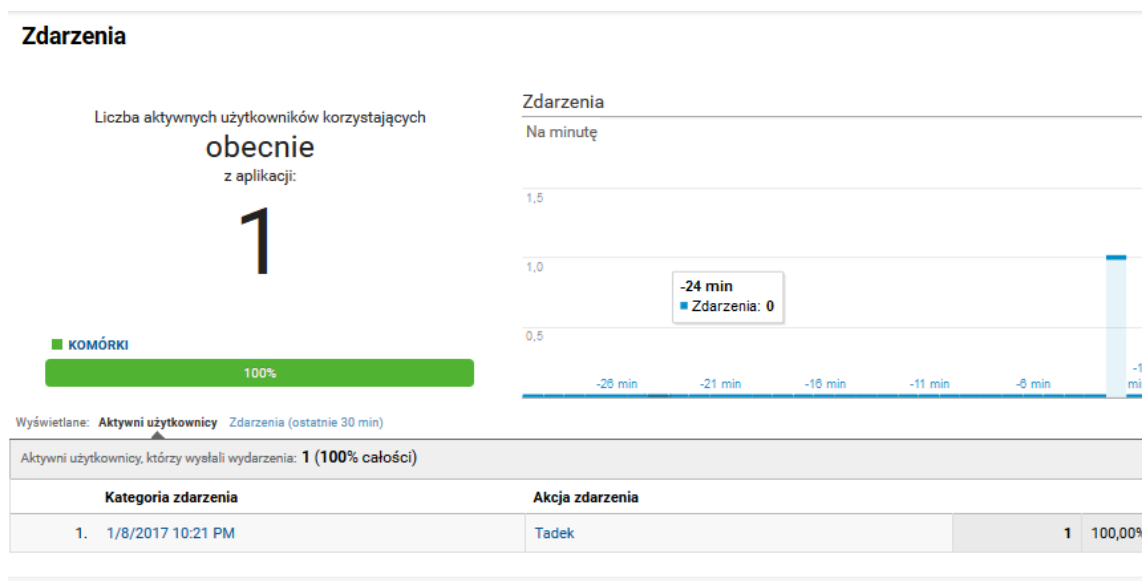 Zdarzenia
Liczba aktywnych użytkowników korzystających
obecnie
z aplikacji:
1
KOMÓRKI
100%
Zdarzenia
Na minutę
1,5
1,0
0,5
-24 min
Zdarzenia: 0
-26 min -21 min -16 min -11 min -6 min -1
mi
Wyświetlane: Aktywni użytkownicy Zdarzenia (ostatnie 30 min)
Aktywni użytkownicy, którzy wysłali wydarzenia: 1 (100% całości)
Kategoria zdarzenia Akcja zdarzenia
1. 1/8/2017 10:21 PM Tadek 1 100,00%